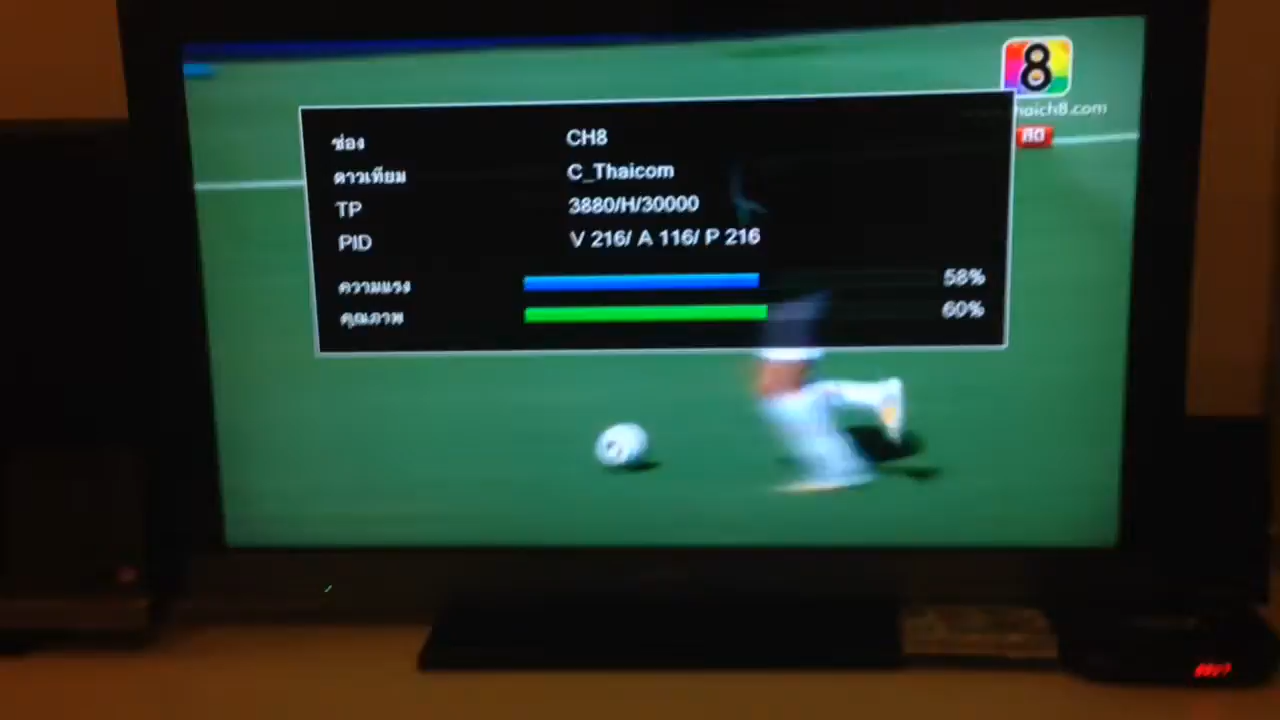 8
haich8.com
สด
ช่อง CH8
ดาวเทียม C_Thaicom
TP 3880/H/30000
PID V 216/ A 116/ P 216
ความแรง 58%
คุณภาพ 60%